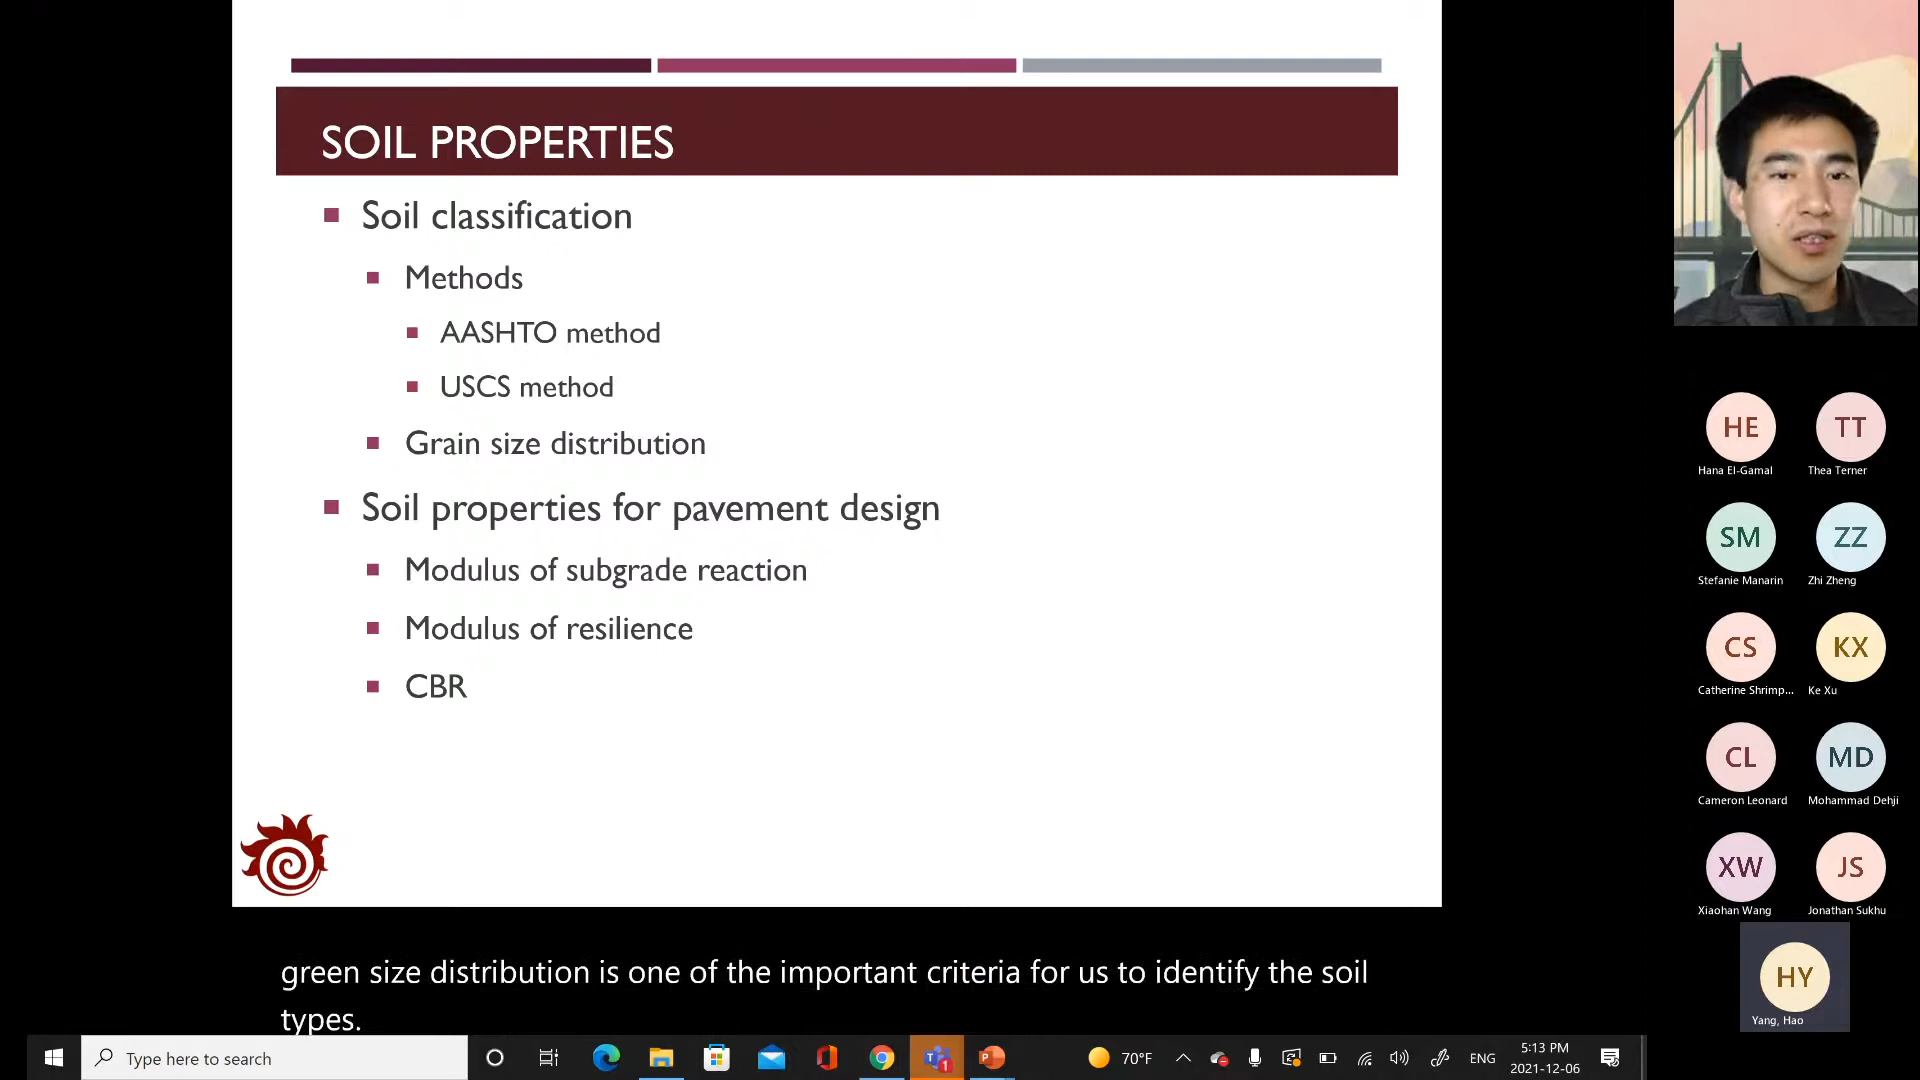 SOIL PROPERTIES
Soil classification
Methods
AASHTO method
USCS method
Grain size distribution
Soil properties for pavement design
Modulus of subgrade reaction
Modulus of resilience
CBR
HE
TT
Hana El-Gamal
Thea Terner
SM
ZZ
Stefanie Manarin
Zhi Zheng
CS
KX
Catherine Shrimp...
Ke Xu
CL
MD
Cameron Leonard
Mohammad Dehji
XW
JS
Xiaohan Wang
Jonathan Sukhu
HY
Yang, Hao
green size distribution is one of the important criteria for us to identify the soil
types.
Type here to search
1
70°F
ENG
5:13 PM
2021-12-06